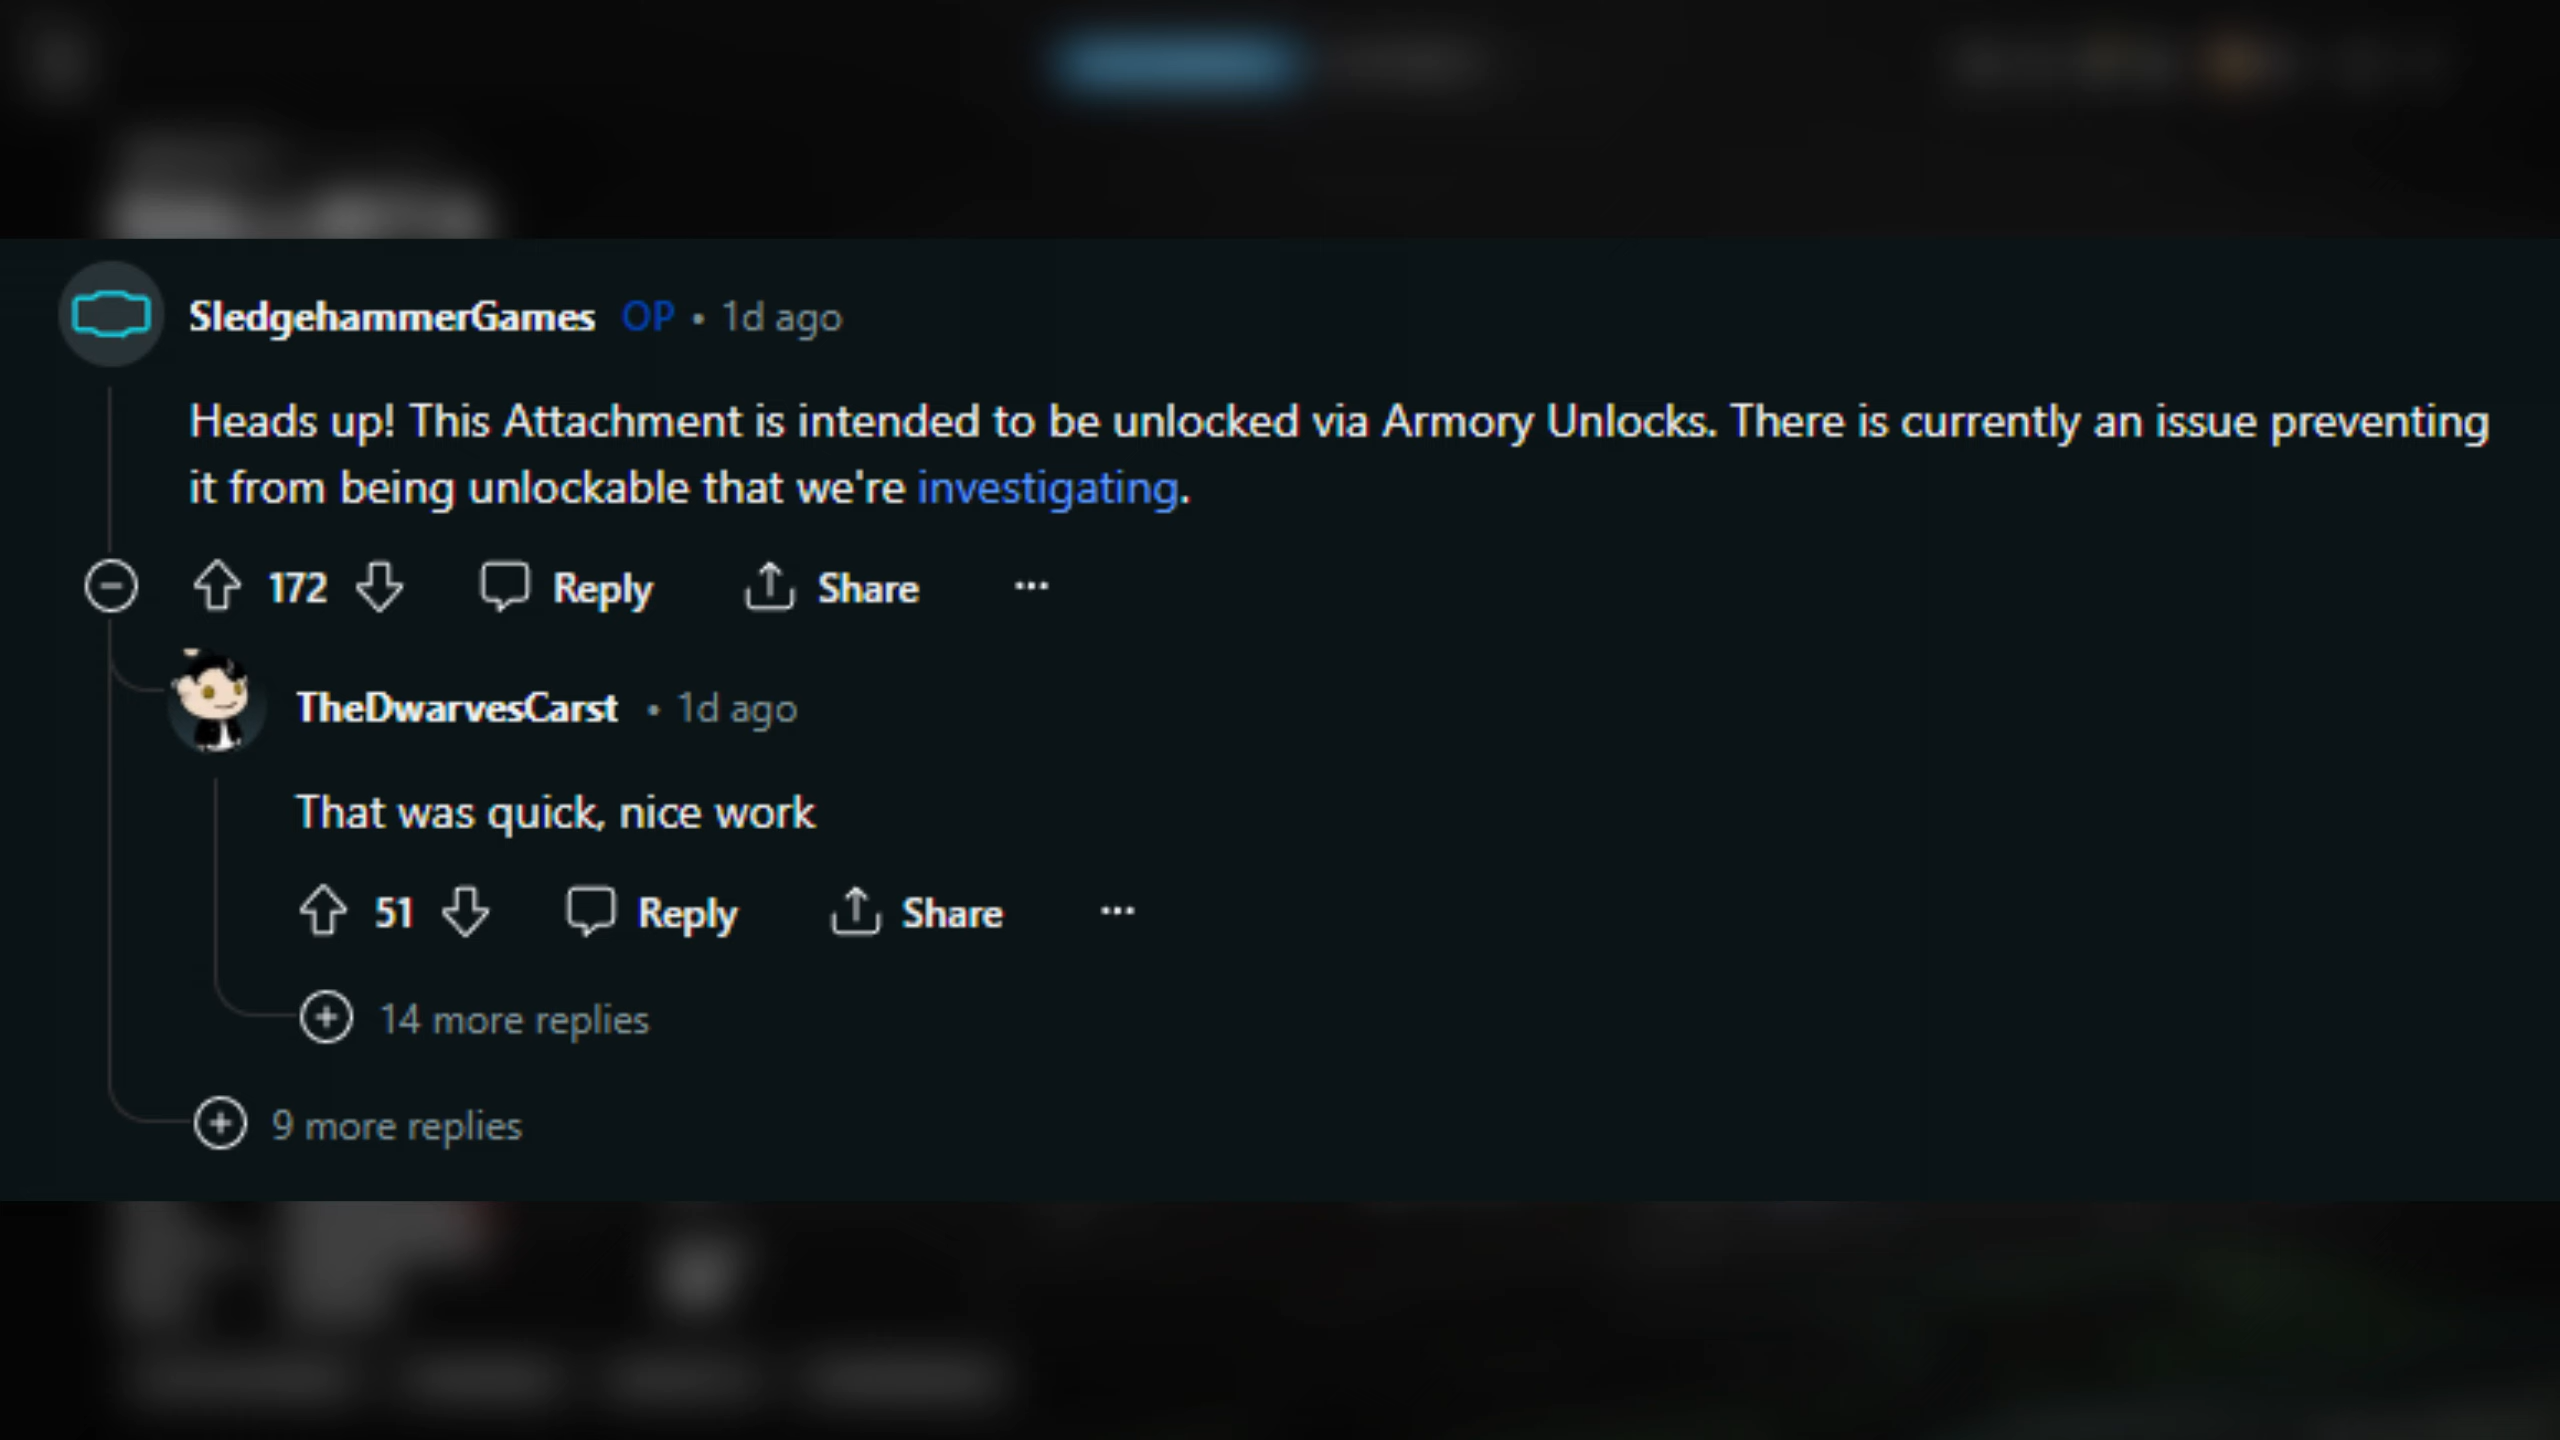 SledgehammerGames OP • 1d ago
Heads up! This Attachment is intended to be unlocked via Armory Unlocks. There is currently an issue preventing
it from being unlockable that we're investigating.
172 Reply Share ...
TheDwarvesCarst • 1d ago
That was quick, nice work
51 Reply Share ...
14 more replies
9 more replies